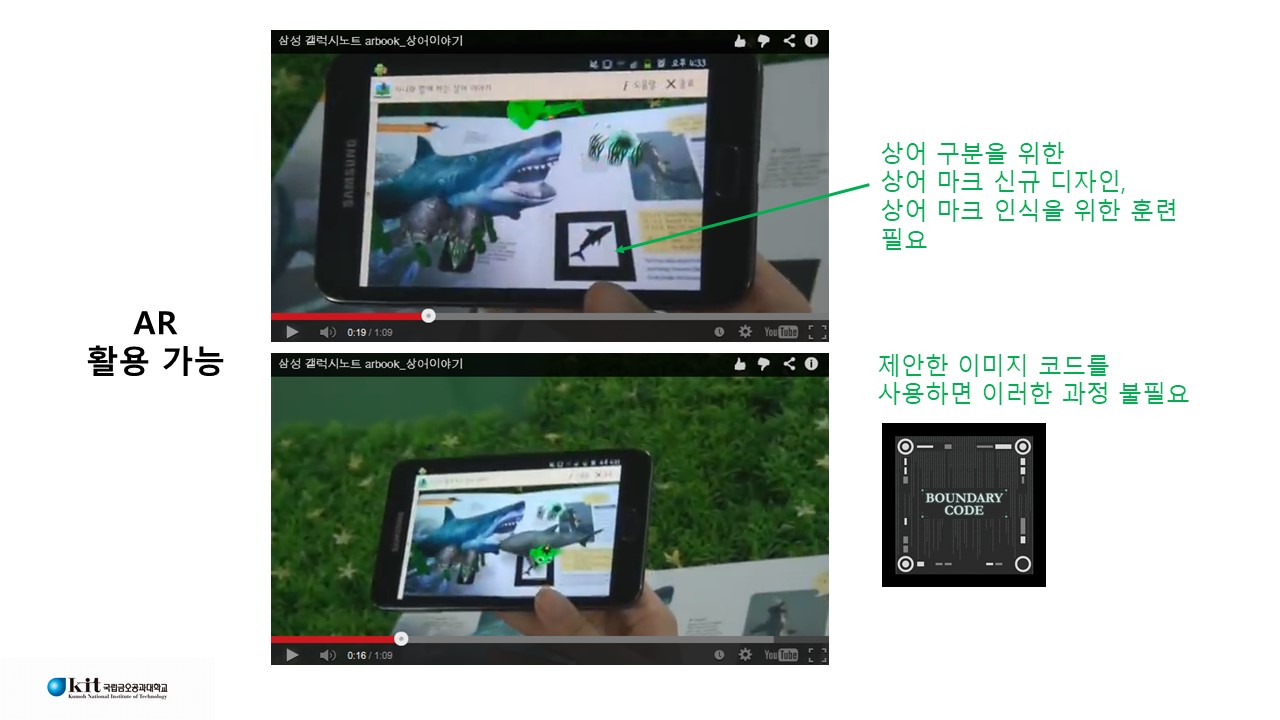 삼성 갤럭시노트 arbook_상어이야기
오후 4:33
도움말 종료
SAMSUNG
0:19 / 1:09
YouTube
상어 구분을 위한
상어 마크 신규 디자인,
상어 마크 인식을 위한 훈련
필요
AR
활용 가능
삼성 갤럭시노트 arbook_상어이야기
SAMSUNG
0:16 / 1:09
YouTube
제안한 이미지 코드를
사용하면 이러한 과정 불필요
BOUNDARY
CODE
kit 국립금오공과대학교
Kumoh National Institute of Technology